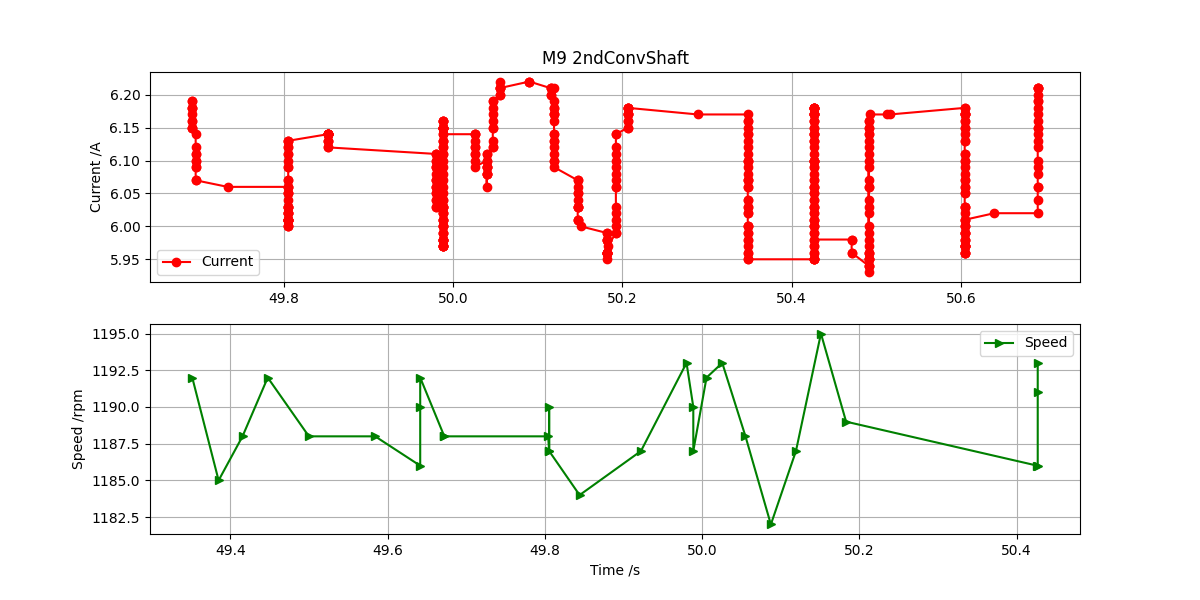 M9 2ndConvShaft
Current /A
6.20
6.15
6.10
6.05
6.00
5.95
Current
49.8 50.0 50.2 50.4 50.6
Speed /rpm
1195.0
1192.5
1190.0
1187.5
1185.0
1182.5
Speed
49.4 49.6 49.8 50.0 50.2 50.4
Time /s